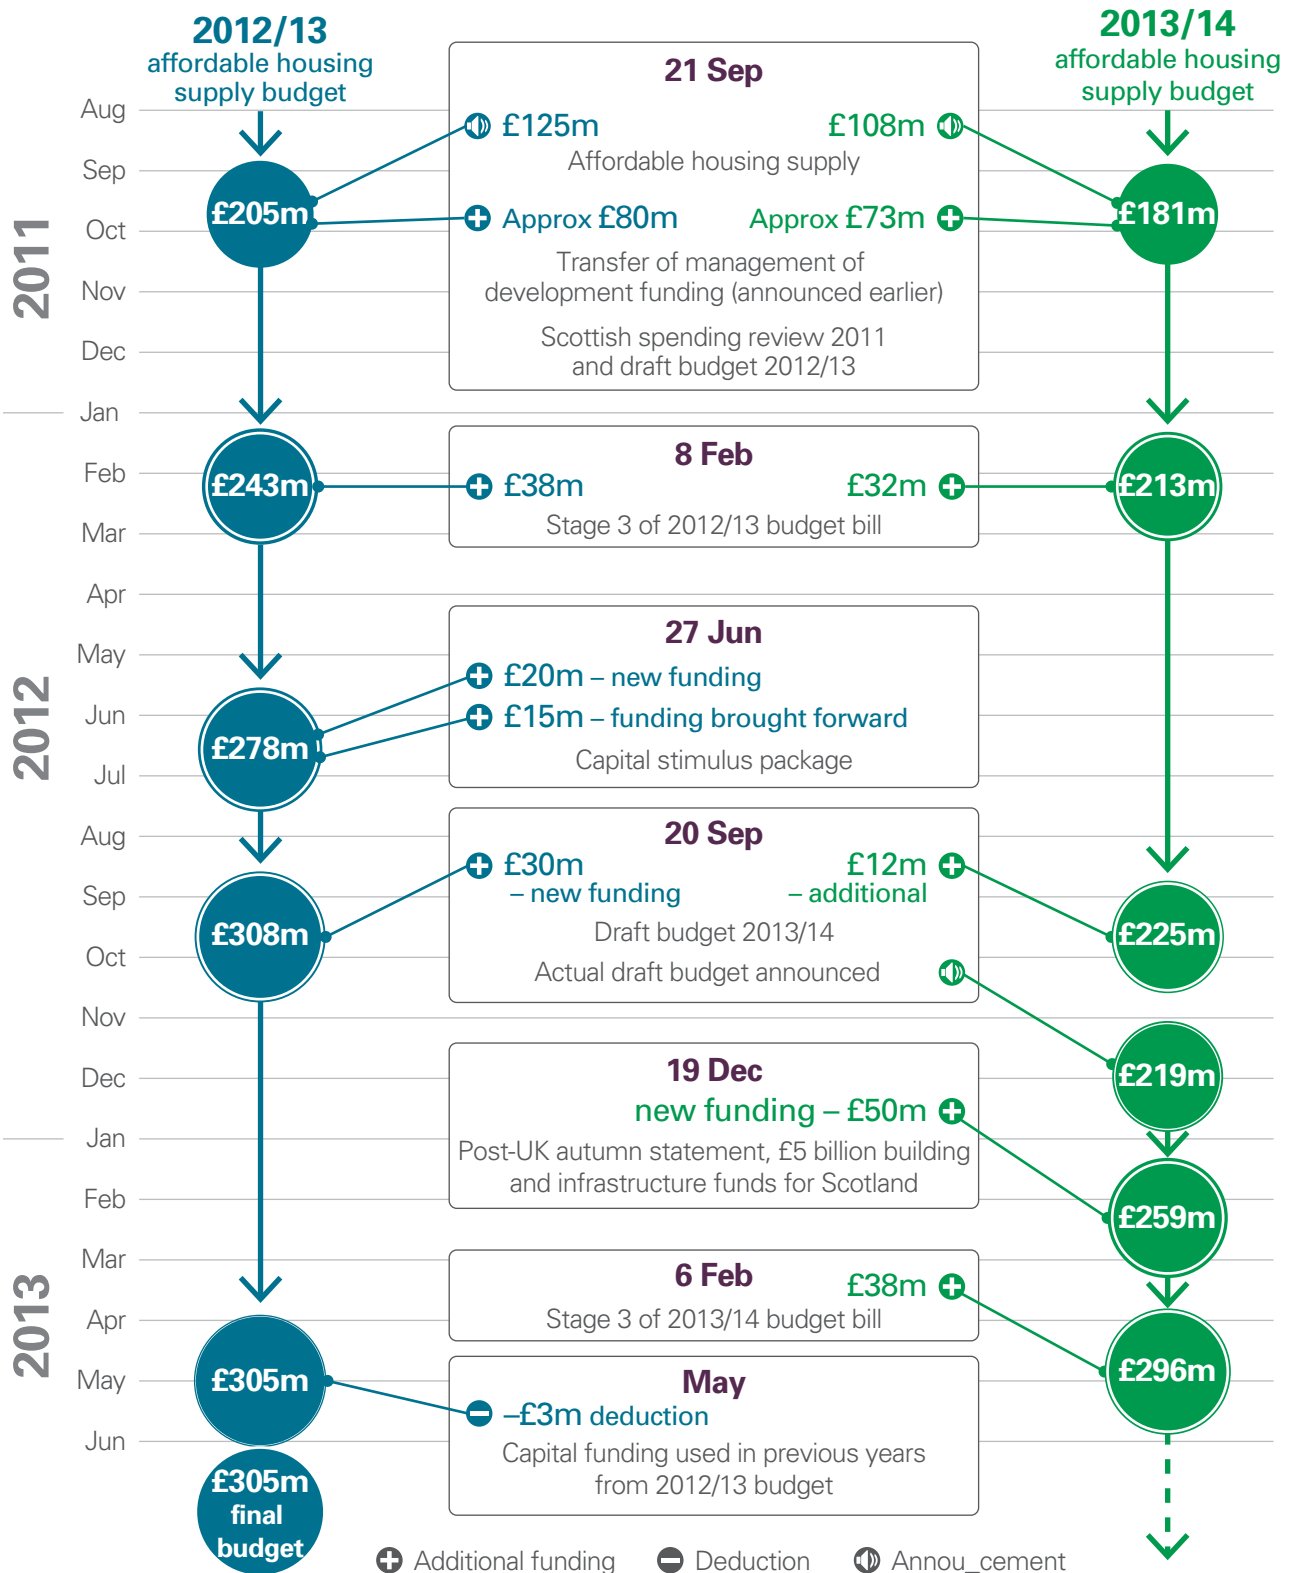 2012/13
affordable housing
supply budget
2013/14
affordable housing
supply budget
2011
2012
2013
Aug
Sep
Oct
Nov
Dec
Jan
Feb
Mar
Apr
May
Jun
Jul
Aug
Sep
Oct
Nov
Dec
Jan
Feb
Mar
Apr
May
Jun
£205m
£243m
£278m
£308m
£305m
£305m
final
budget
21 Sep
£125m £108m
Affordable housing supply
Approx £80m Approx £73m
Transfer of management of
development funding (announced earlier)
Scottish spending review 2011
and draft budget 2012/13
8 Feb
£38m £32m
Stage 3 of 2012/13 budget bill
27 Jun
£20m – new funding
£15m – funding brought forward
Capital stimulus package
20 Sep
£30m £12m
– new funding – additional
Draft budget 2013/14
Actual draft budget announced
19 Dec
new funding – £50m
Post-UK autumn statement, £5 billion building
and infrastructure funds for Scotland
6 Feb
£38m
Stage 3 of 2013/14 budget bill
May
–£3m deduction
Capital funding used in previous years
from 2012/13 budget
£181m
£213m
£225m
£219m
£259m
£296m
Additional funding Deduction Annou_cement